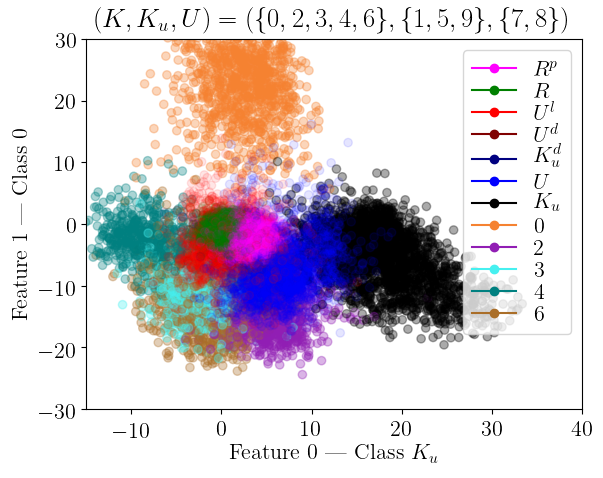 (K, K_u, U) = ({0, 2, 3, 4, 6}, {1, 5, 9}, {7, 8})
30
20
10
0
−10
−20
−30
Feature 1 — Class 0
R^p
R
U^l
U^d
K_u^d
U
K_u
0
2
3
4
6
−10
0
10
20
30
40
Feature 0 — Class K_u